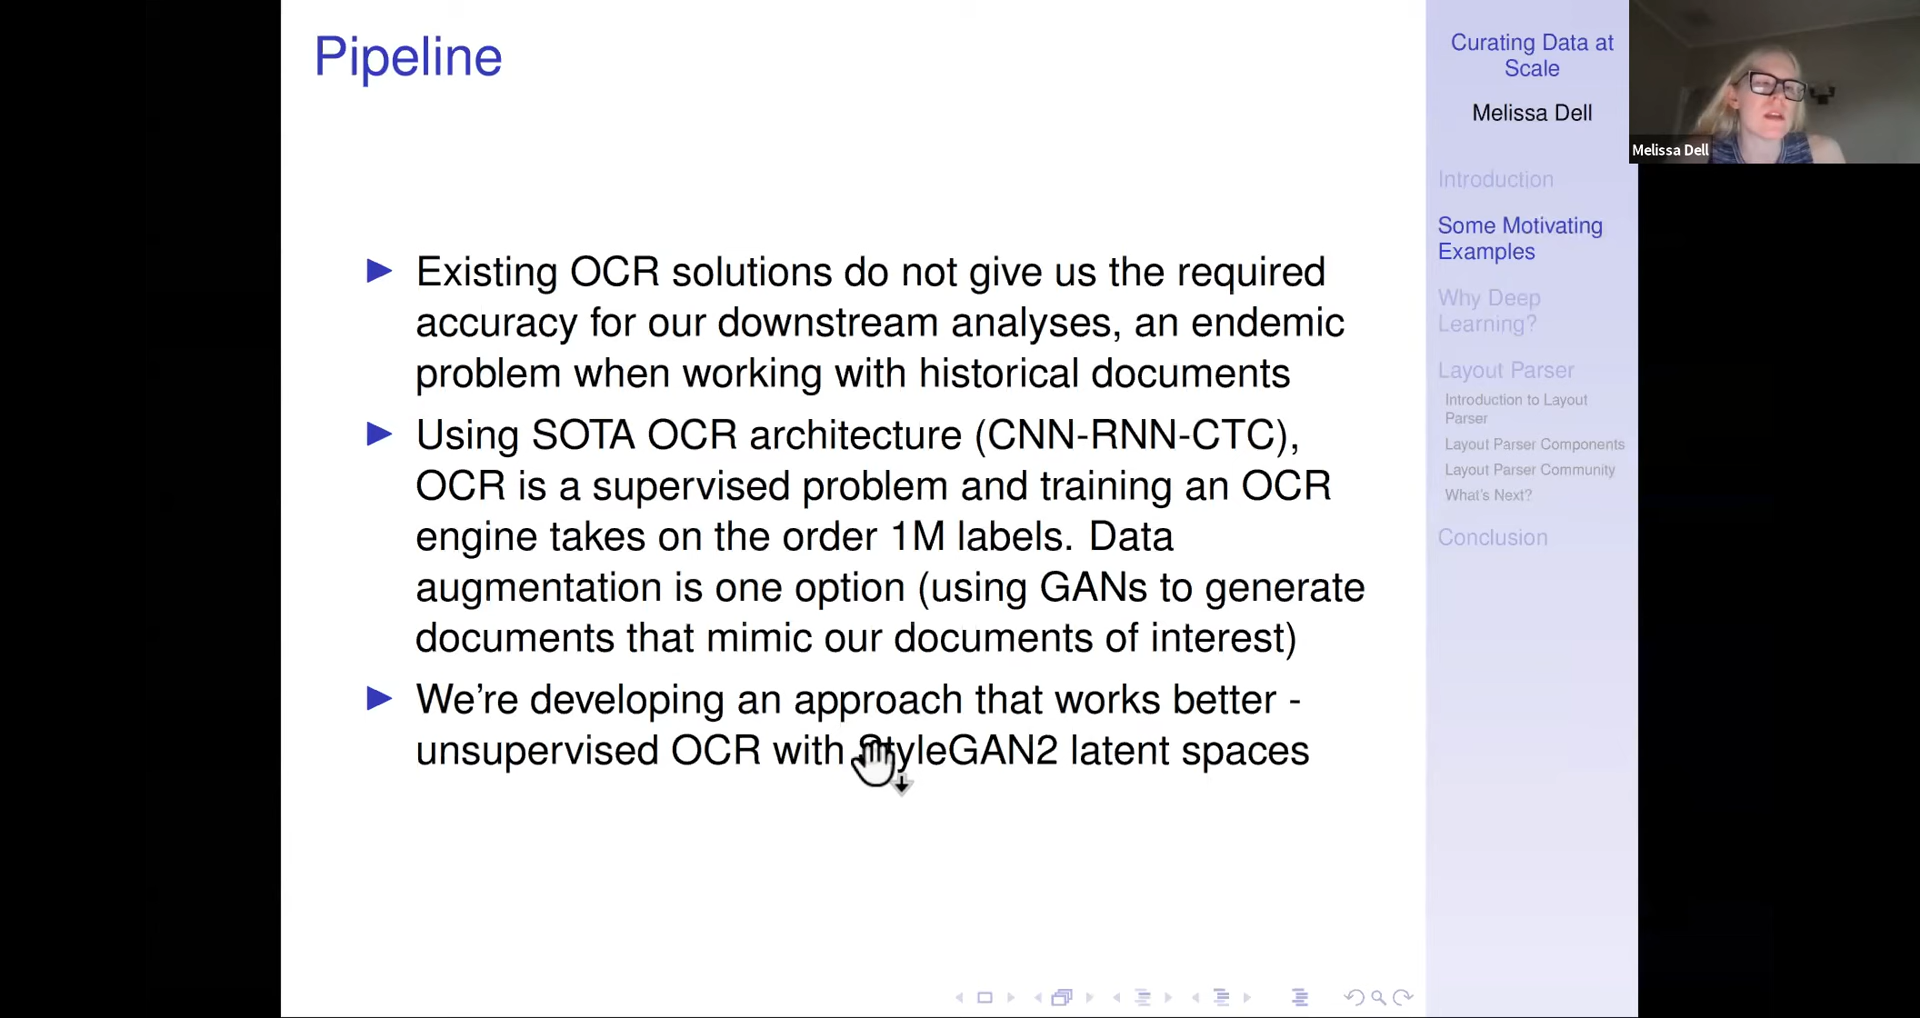 Pipeline
Existing OCR solutions do not give us the required
accuracy for our downstream analyses, an endemic
problem when working with historical documents
Using SOTA OCR architecture (CNN-RNN-CTC),
OCR is a supervised problem and training an OCR
engine takes on the order 1M labels. Data
augmentation is one option (using GANs to generate
documents that mimic our documents of interest)
We're developing an approach that works better -
unsupervised OCR with StyleGAN2 latent spaces
Curating Data at
Scale
Melissa Dell
Introduction
Some Motivating
Examples
Why Deep
Learning?
Layout Parser
Introduction to Layout
Parser
Layout Parser Components
Layout Parser Community
What's Next?
Conclusion
Melissa Dell